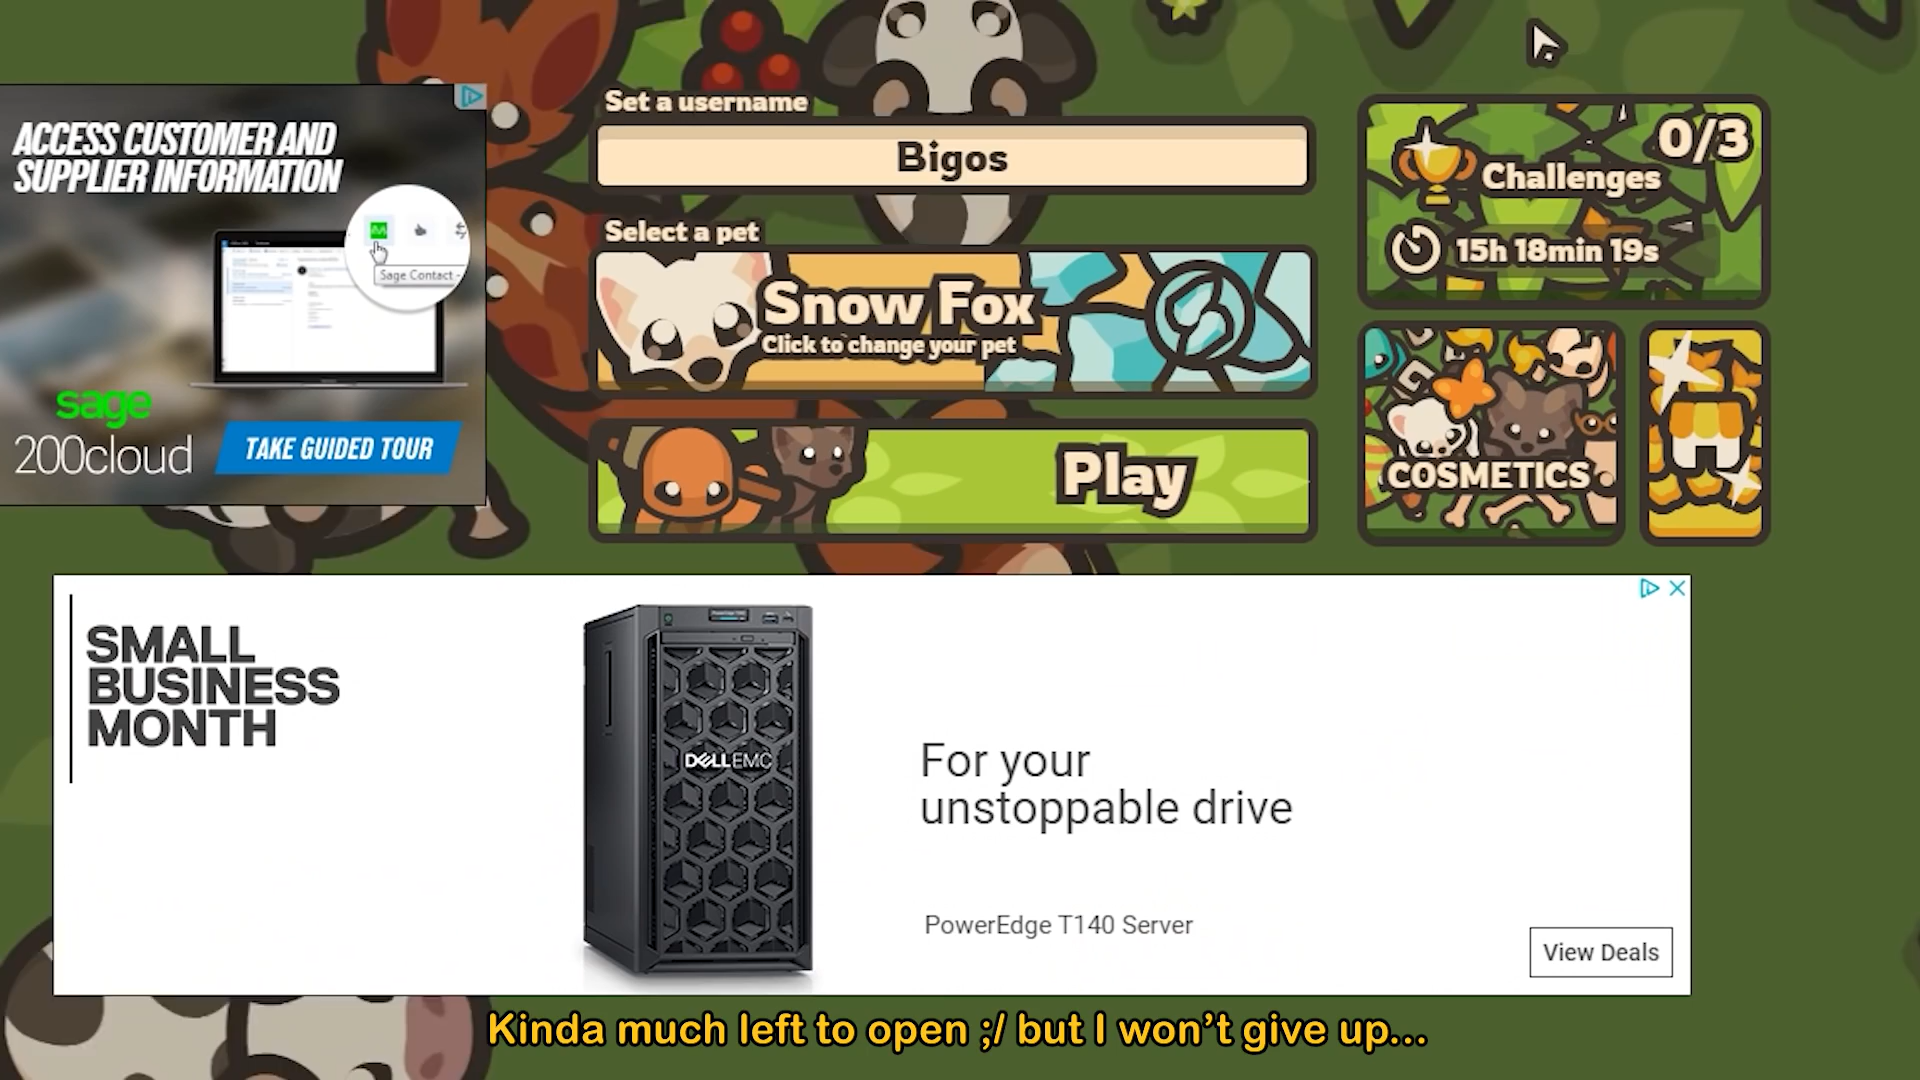 ACCESS CUSTOMER AND
SUPPLIER INFORMATION
Sage Contact -
sage
200cloud
TAKE GUIDED TOUR
Set a username
Bigos
Select a pet
Snow Fox
Click to change your pet
Play
0/3
Challenges
15h 18min 19s
COSMETICS
SMALL
BUSINESS
MONTH
DELLEMC
For your
unstoppable drive
PowerEdge T140 Server
View Deals
Kinda much left to open ;/ but I won't give up...